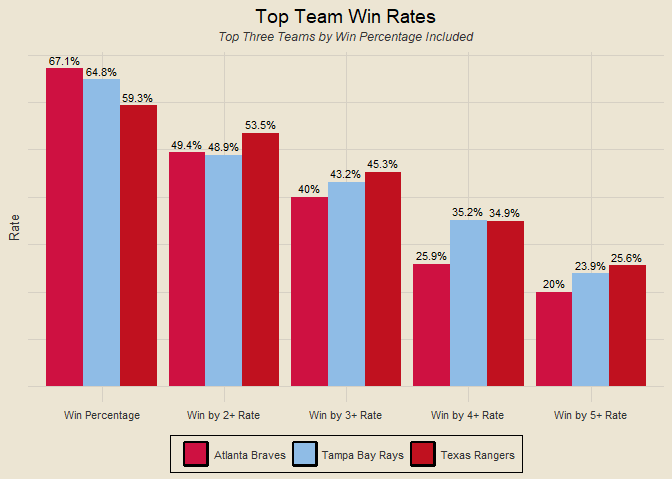 Top Team Win Rates
Top Three Teams by Win Percentage Included
67.1% 64.8% 59.3% 49.4% 48.9% 53.5% 40% 43.2% 45.3% 25.9% 35.2% 34.9% 20% 23.9% 25.6%
Rate
Win Percentage Win by 2+ Rate Win by 3+ Rate Win by 4+ Rate Win by 5+ Rate
Atlanta Braves Tampa Bay Rays Texas Rangers